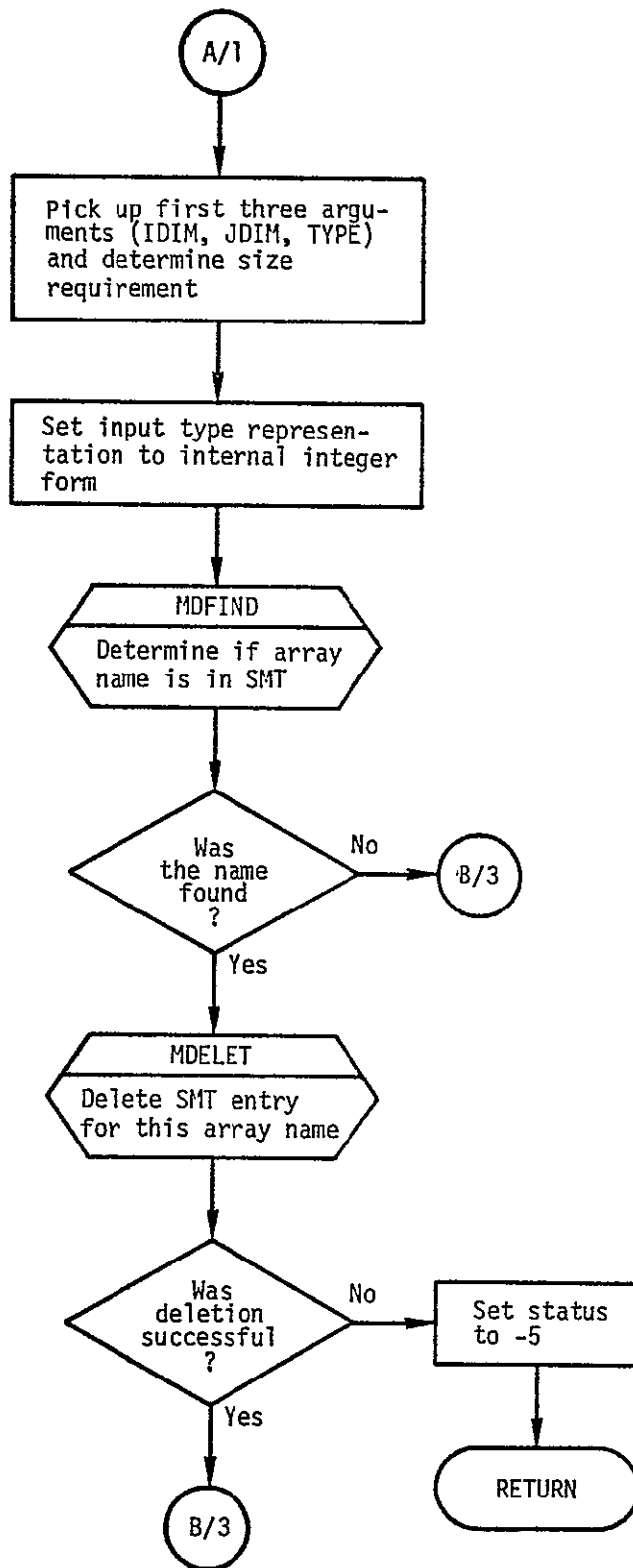 A/1
Pick up first three argu-
ments (IDIM, JDIM, TYPE)
and determine size
requirement
Set input type represen-
tation to internal integer
form
MDFIND
Determine if array
name is in SMT
Was
the name
found
?
No
B/3
Yes
MDELET
Delete SMT entry
for this array name
Was
deletion
successful
?
No
Set status
to -5
Yes
RETURN
B/3